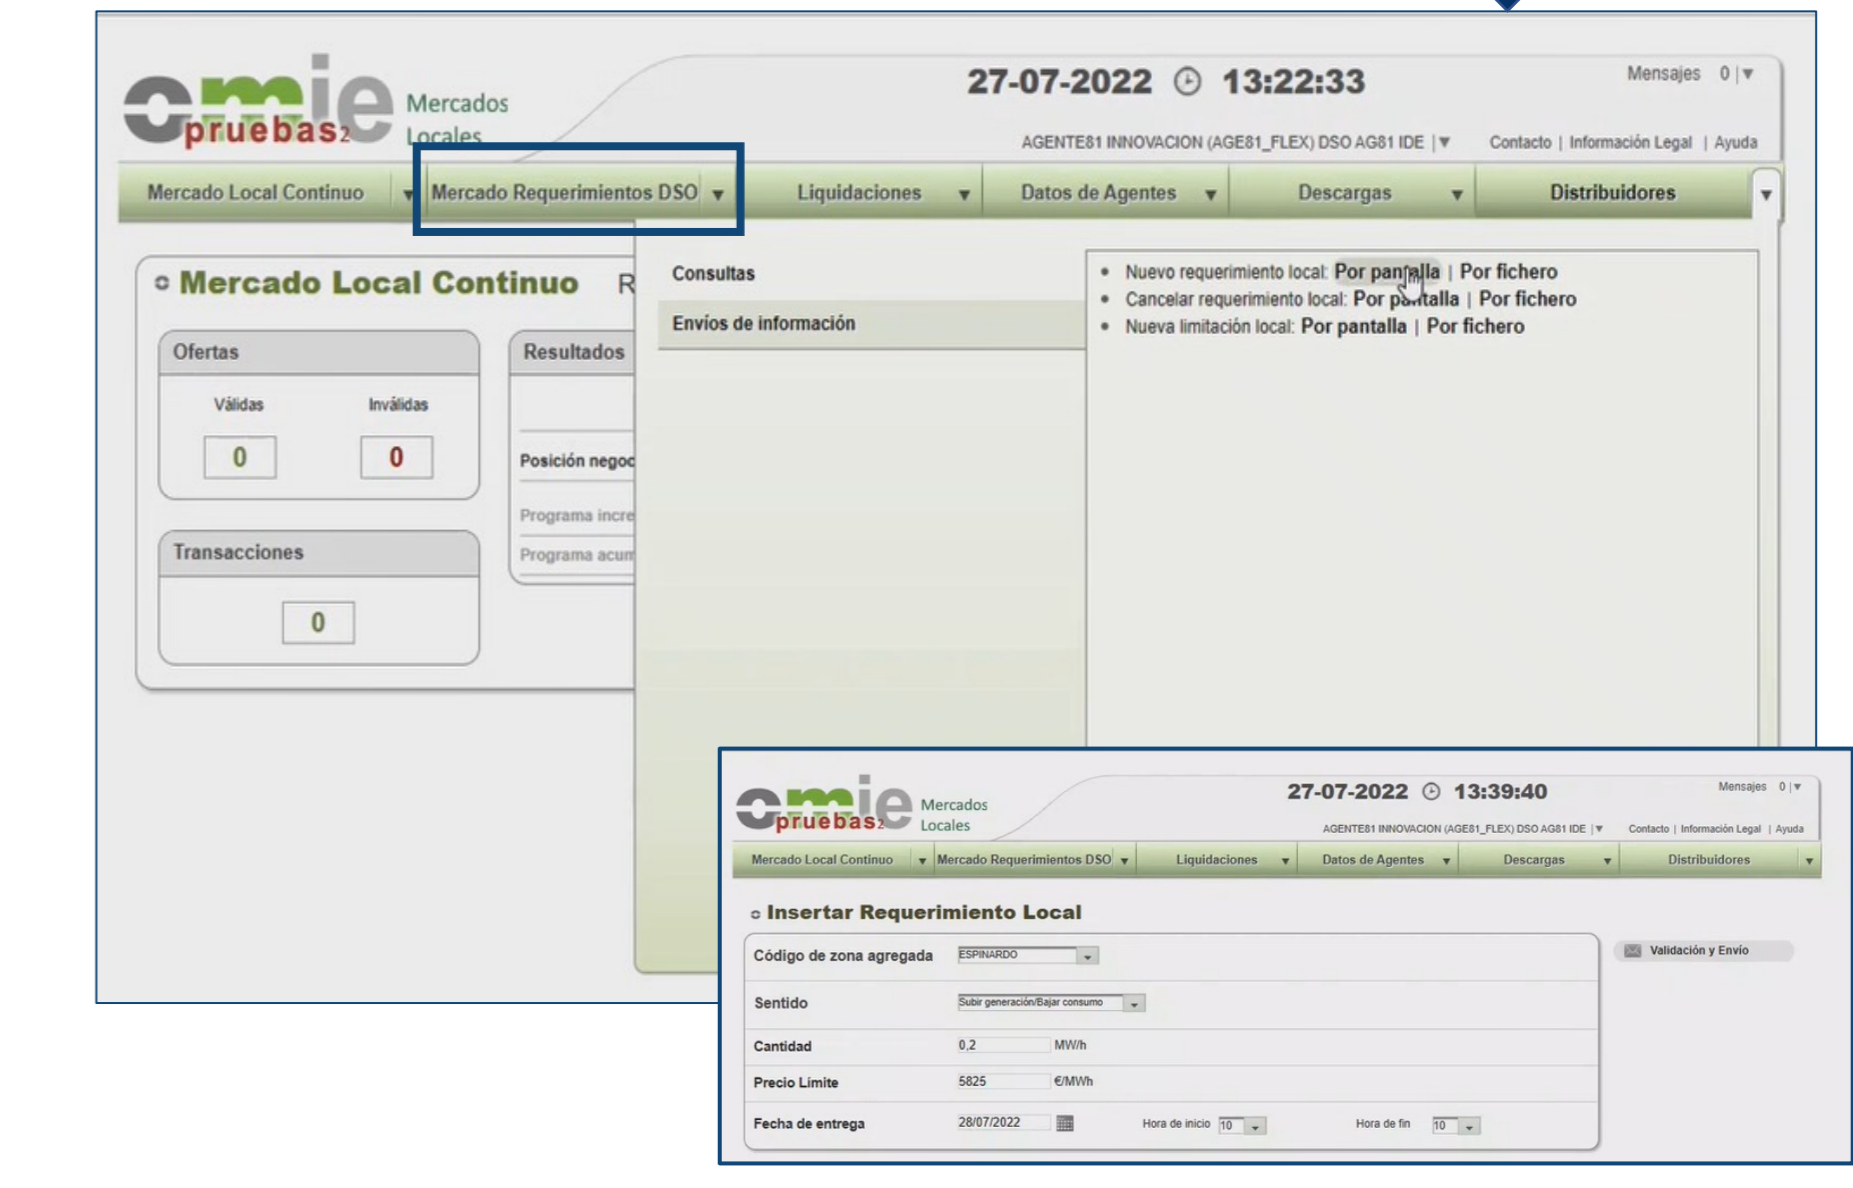 omie
pruebas2
Mercados
Locales
27-07-2022 13:22:33
Mensajes 0 |▼
AGENTE81 INNOVACION (AGE81_FLEX) DSO AG81 IDE |▼
Contacto | Información Legal | Ayuda
Mercado Local Continuo ▼ Mercado Requerimientos DSO ▼ Liquidaciones ▼ Datos de Agentes ▼ Descargas ▼ Distribuidores ▼
Mercado Local Continuo R
Ofertas
Válidas Inválidas
0 0
Transacciones
0
Resultados
Posición negoc
Programa incre
Programa acum
Consultas
Envíos de información
• Nuevo requerimiento local: Por pantalla | Por fichero
• Cancelar requerimiento local: Por pantalla | Por fichero
• Nueva limitación local: Por pantalla | Por fichero
omie
pruebas2
Mercados
Locales
27-07-2022 13:39:40
Mensajes 0 |▼
AGENTE81 INNOVACION (AGE81_FLEX) DSO AG81 IDE |▼
Contacto | Información Legal | Ayuda
Mercado Local Continuo ▼ Mercado Requerimientos DSO ▼ Liquidaciones ▼ Datos de Agentes ▼ Descargas ▼ Distribuidores ▼
Insertar Requerimiento Local
Código de zona agregada ESPINARDO
Validación y Envío
Sentido Subir generación/Bajar consumo
Cantidad 0,2 MW/h
Precio Límite 5825 €/MWh
Fecha de entrega 28/07/2022 Hora de inicio 10 Hora de fin 10